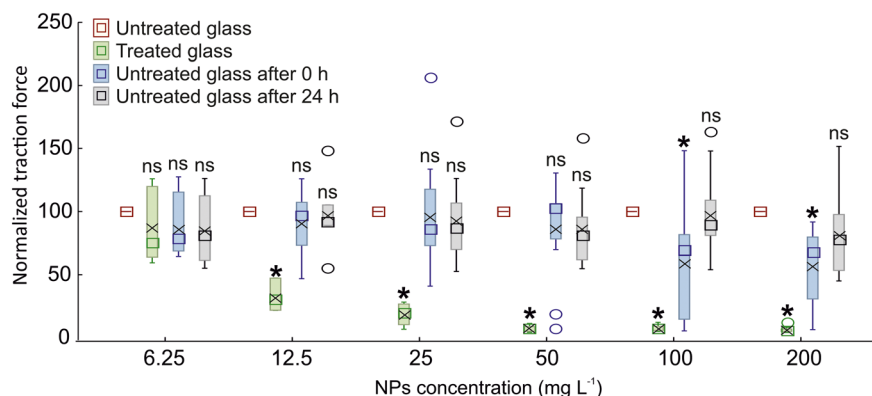 Normalized traction force
250
200
150
100
50
0
Untreated glass
Treated glass
Untreated glass after 0 h
Untreated glass after 24 h
ns ns ns
* ns ns
* ns ns
* ns ns
* * ns
* * ns
6.25 12.5 25 50 100 200
NPs concentration (mg L⁻¹)